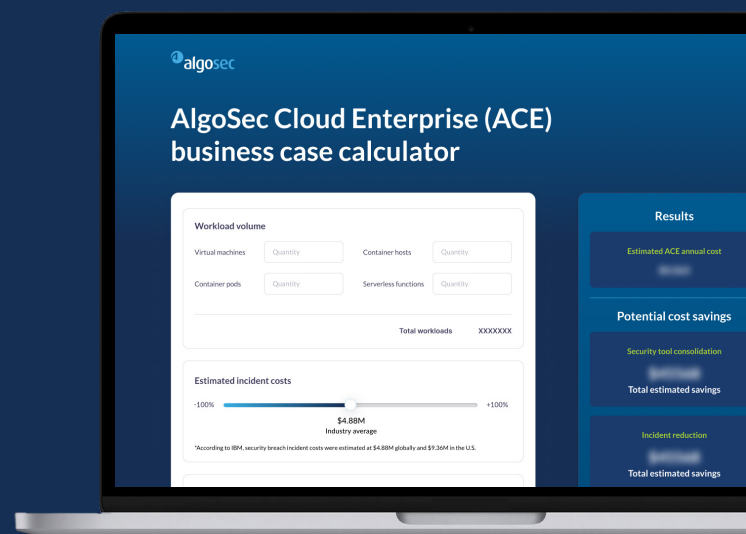 algosec
AlgoSec Cloud Enterprise (ACE)
business case calculator
Workload volume
Virtual machines Quantity Container hosts Quantity
Container pods Quantity Serverless functions Quantity
Total workloads XXXXXXX
Estimated incident costs
-100% +100%
$4.88M
Industry average
*According to IBM, security breach incident costs were estimated at $4.88M globally and $9.36M in the U.S.
Results
Estimated ACE annual cost
Potential cost savings
Security tool consolidation
Total estimated savings
Incident reduction
Total estimated savings